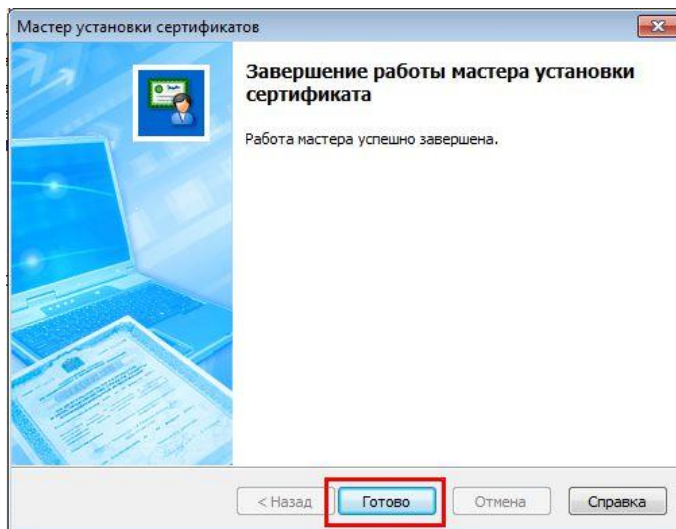 Мастер установки сертификатов
Завершение работы мастера установки
сертификата
Работа мастера успешно завершена.
< Назад
Готово
Отмена
Справка